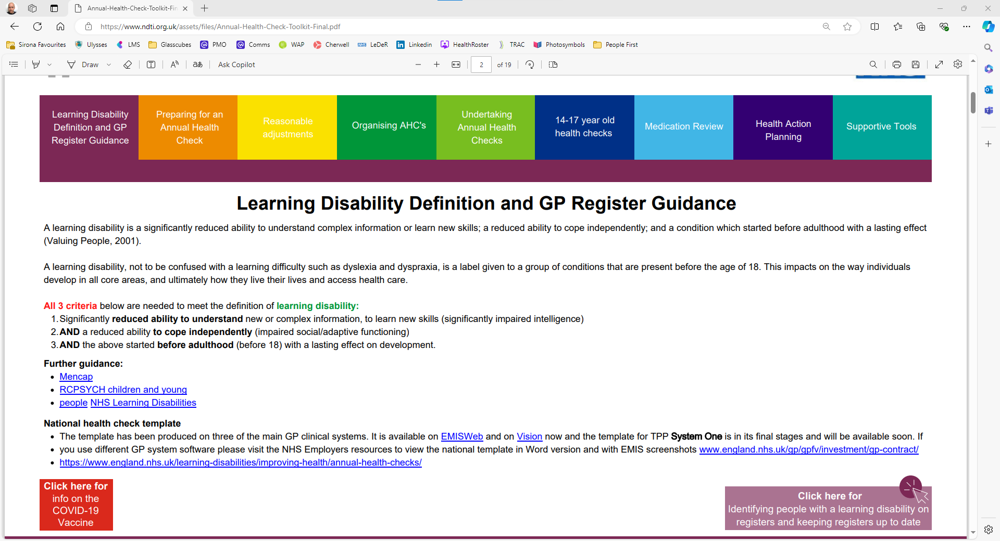 Annual-Health-Check-Toolkit-Fin
https://www.ndti.org.uk/assets/files/Annual-Health-Check-Toolkit-Final.pdf
Sirona Favourites Ulysses LMS Glasscubes PMO Comms WAP Cherwell LeDeR Linkedin HealthRoster TRAC Photosymbols People First
Draw Ask Copilot 2 of 19
Learning Disability
Definition and GP
Register Guidance
Preparing for an
Annual Health
Check
Reasonable
adjustments
Organising AHC's
Undertaking
Annual Health
Checks
14-17 year old
health checks
Medication Review
Health Action
Planning
Supportive Tools
Learning Disability Definition and GP Register Guidance
A learning disability is a significantly reduced ability to understand complex information or learn new skills; a reduced ability to cope independently; and a condition which started before adulthood with a lasting effect
(Valuing People, 2001).
A learning disability, not to be confused with a learning difficulty such as dyslexia and dyspraxia, is a label given to a group of conditions that are present before the age of 18. This impacts on the way individuals
develop in all core areas, and ultimately how they live their lives and access health care.
All 3 criteria below are needed to meet the definition of learning disability:
1. Significantly reduced ability to understand new or complex information, to learn new skills (significantly impaired intelligence)
2. AND a reduced ability to cope independently (impaired social/adaptive functioning)
3. AND the above started before adulthood (before 18) with a lasting effect on development.
Further guidance:
• Mencap
• RCPSYCH children and young
• people NHS Learning Disabilities
National health check template
• The template has been produced on three of the main GP clinical systems. It is available on EMISWeb and on Vision now and the template for TPP System One is in its final stages and will be available soon. If
• you use different GP system software please visit the NHS Employers resources to view the national template in Word version and with EMIS screenshots www.england.nhs.uk/gp/gpfv/investment/gp-contract/
• https://www.england.nhs.uk/learning-disabilities/improving-health/annual-health-checks/
Click here for
info on the
COVID-19
Vaccine
Click here for
Identifying people with a learning disability on
registers and keeping registers up to date